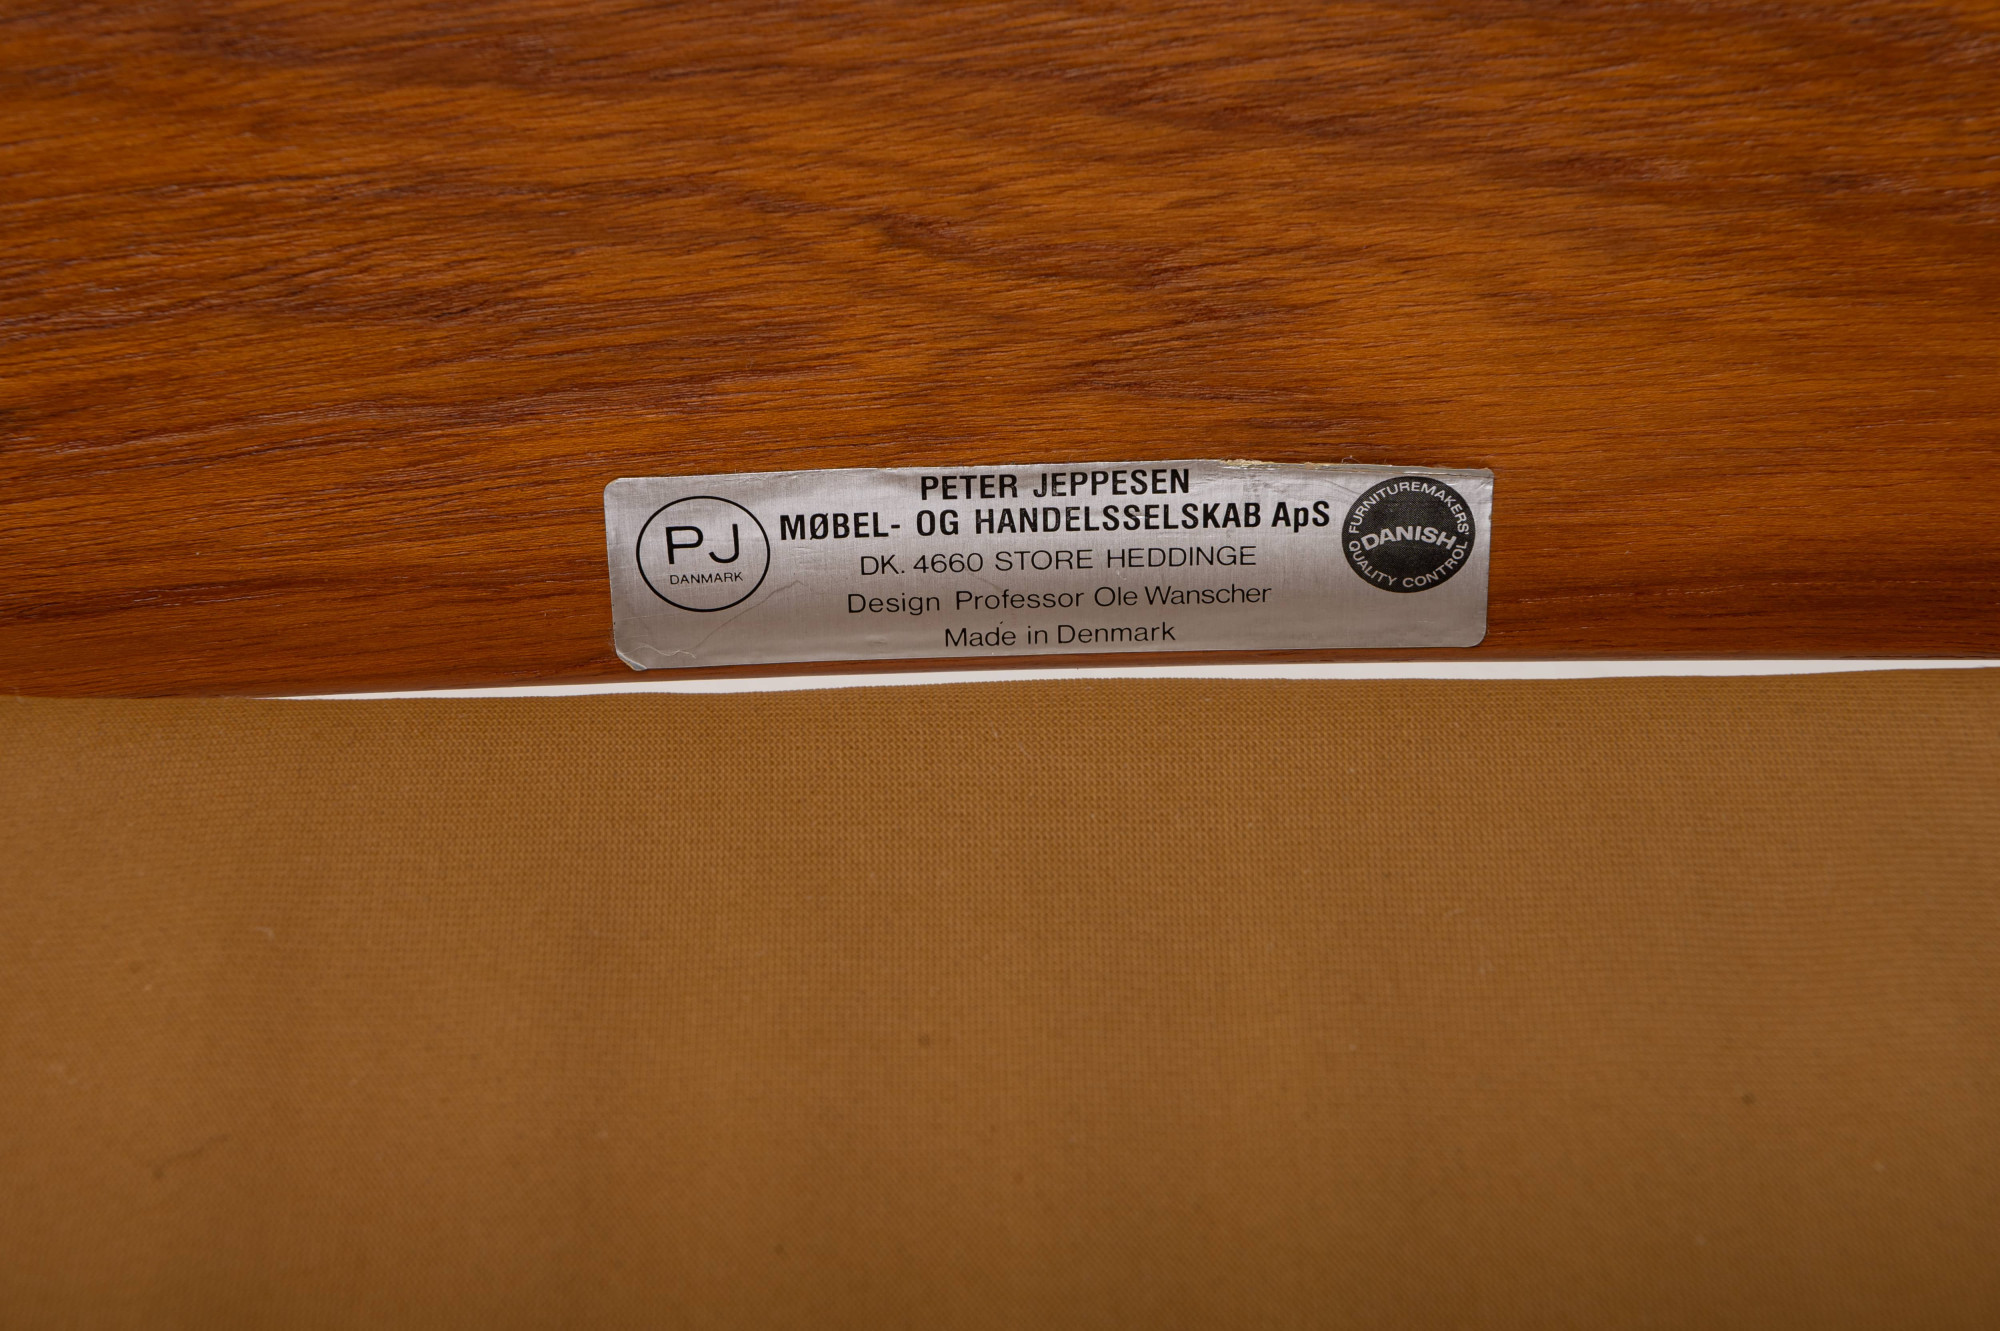 PJ
DANMARK
PETER JEPPESEN
MØBEL- OG HANDELSSELSKAB ApS
DK. 4660 STORE HEDDINGE
Design Professor Ole Wanscher
Made in Denmark
FURNITUREMAKERS'
DANISH
QUALITY CONTROL